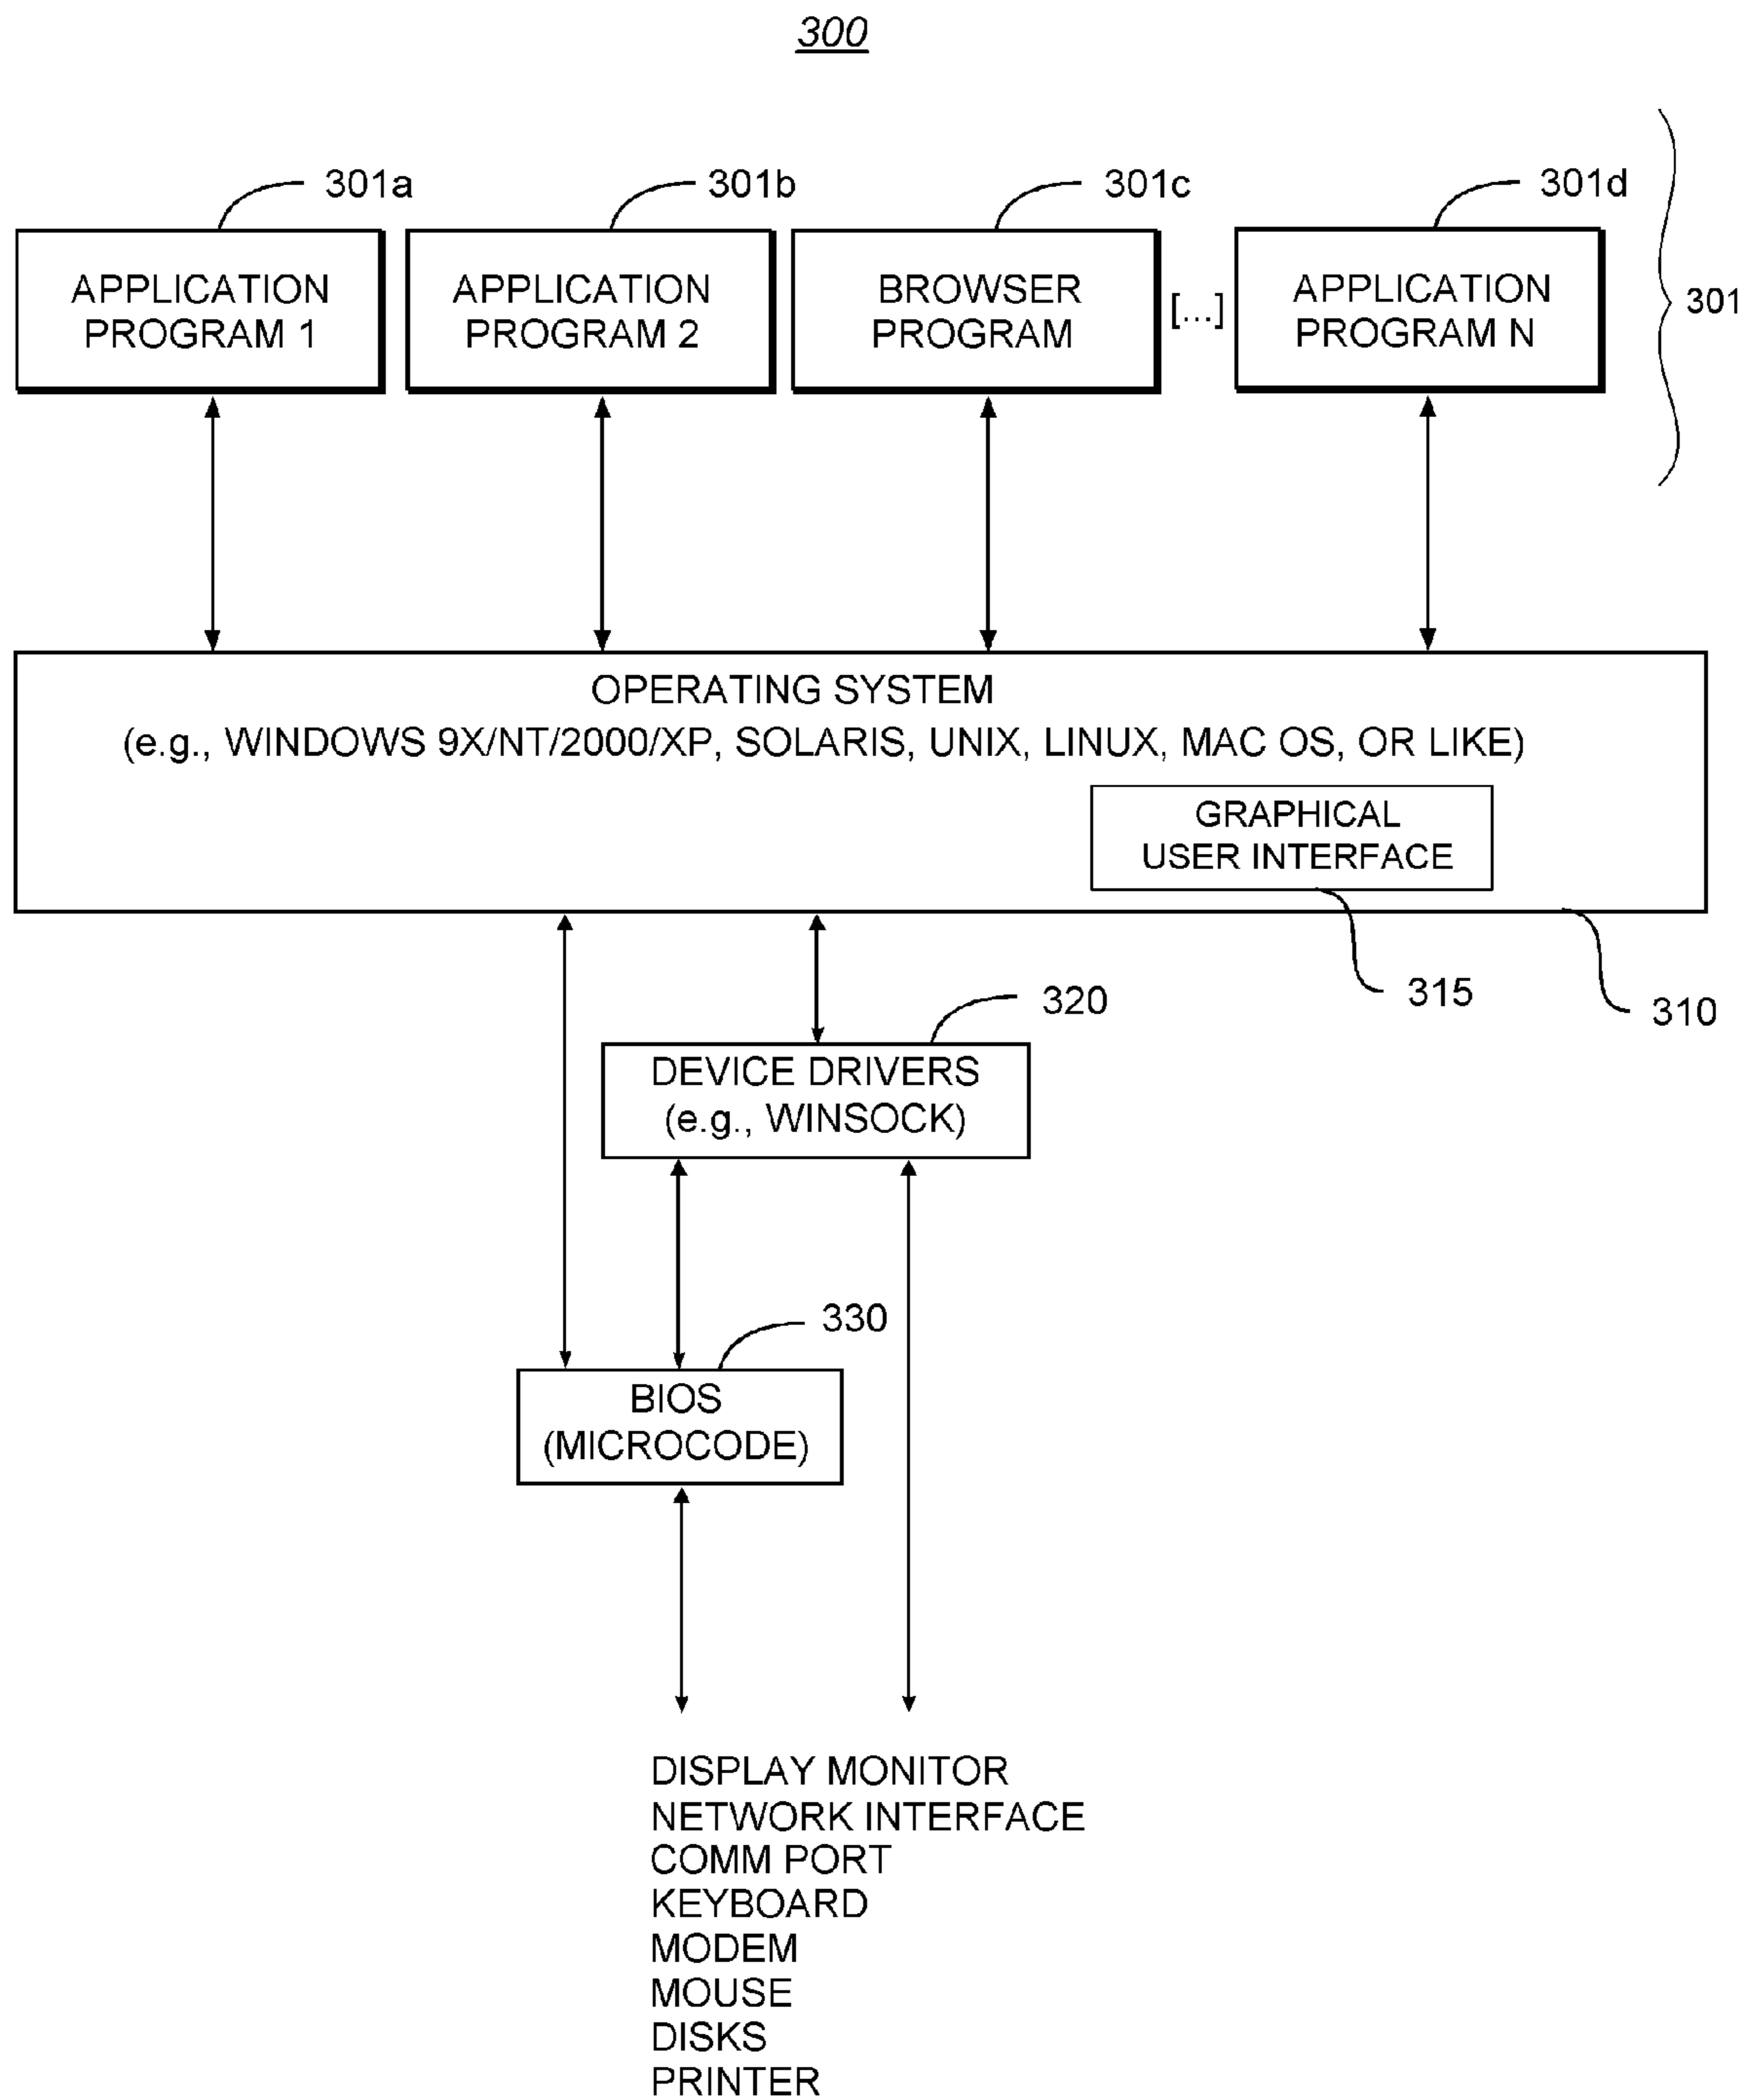 300
301a
301b
301c
301d
APPLICATION
PROGRAM 1
APPLICATION
PROGRAM 2
BROWSER
PROGRAM
[...]
APPLICATION
PROGRAM N
301
OPERATING SYSTEM
(e.g., WINDOWS 9X/NT/2000/XP, SOLARIS, UNIX, LINUX, MAC OS, OR LIKE)
GRAPHICAL
USER INTERFACE
315
310
320
DEVICE DRIVERS
(e.g., WINSOCK)
330
BIOS
(MICROCODE)
DISPLAY MONITOR
NETWORK INTERFACE
COMM PORT
KEYBOARD
MODEM
MOUSE
DISKS
PRINTER